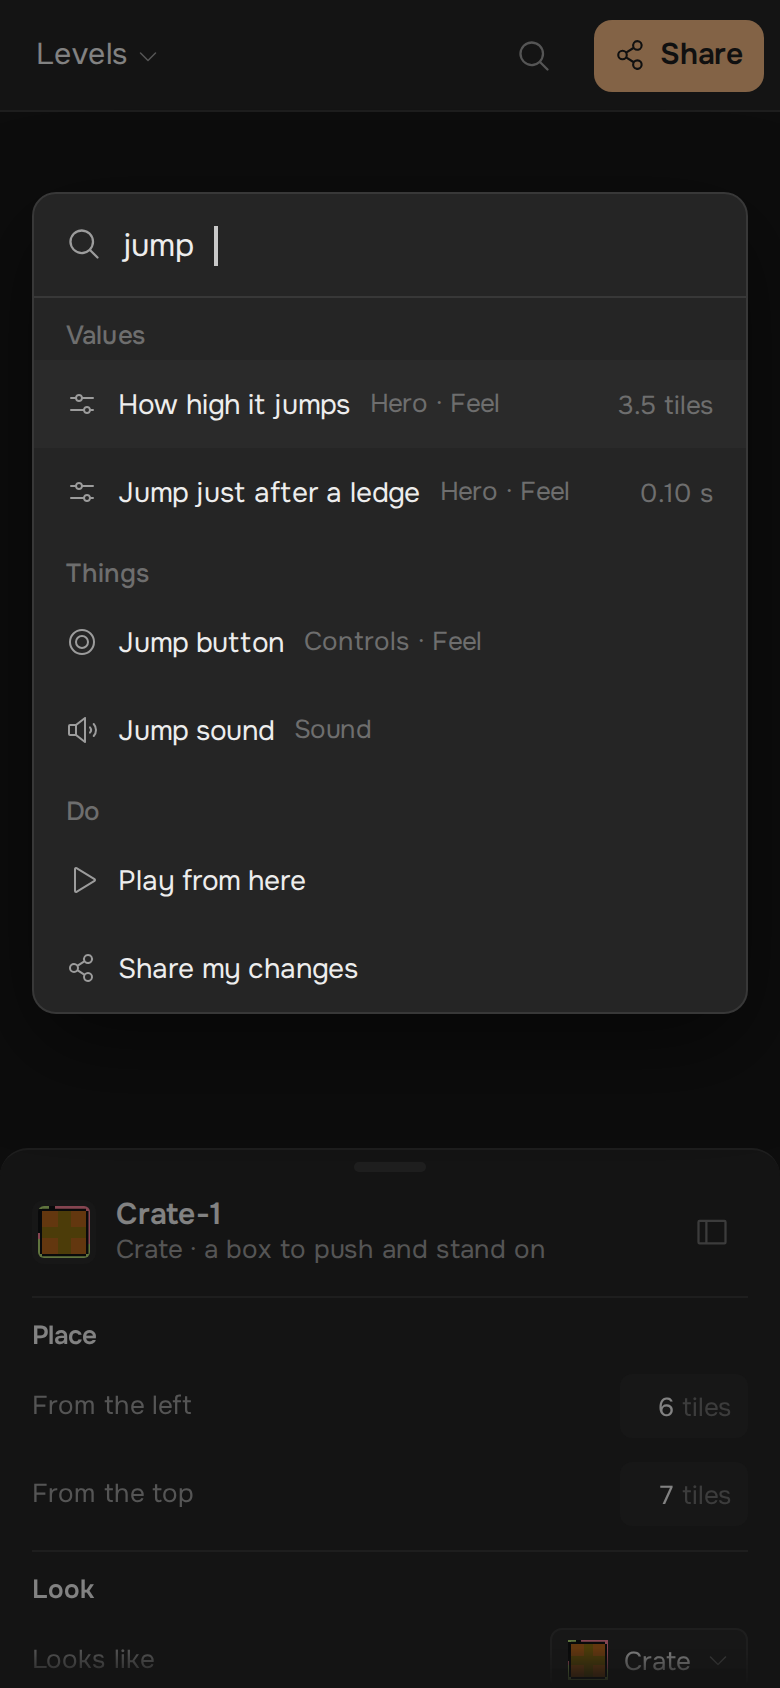 Levels
Share
jump
Values
How high it jumps Hero · Feel 3.5 tiles
Jump just after a ledge Hero · Feel 0.10 s
Things
Jump button Controls · Feel
Jump sound Sound
Do
Play from here
Share my changes
Crate-1
Crate · a box to push and stand on
Place
From the left 6 tiles
From the top 7 tiles
Look
Looks like Crate